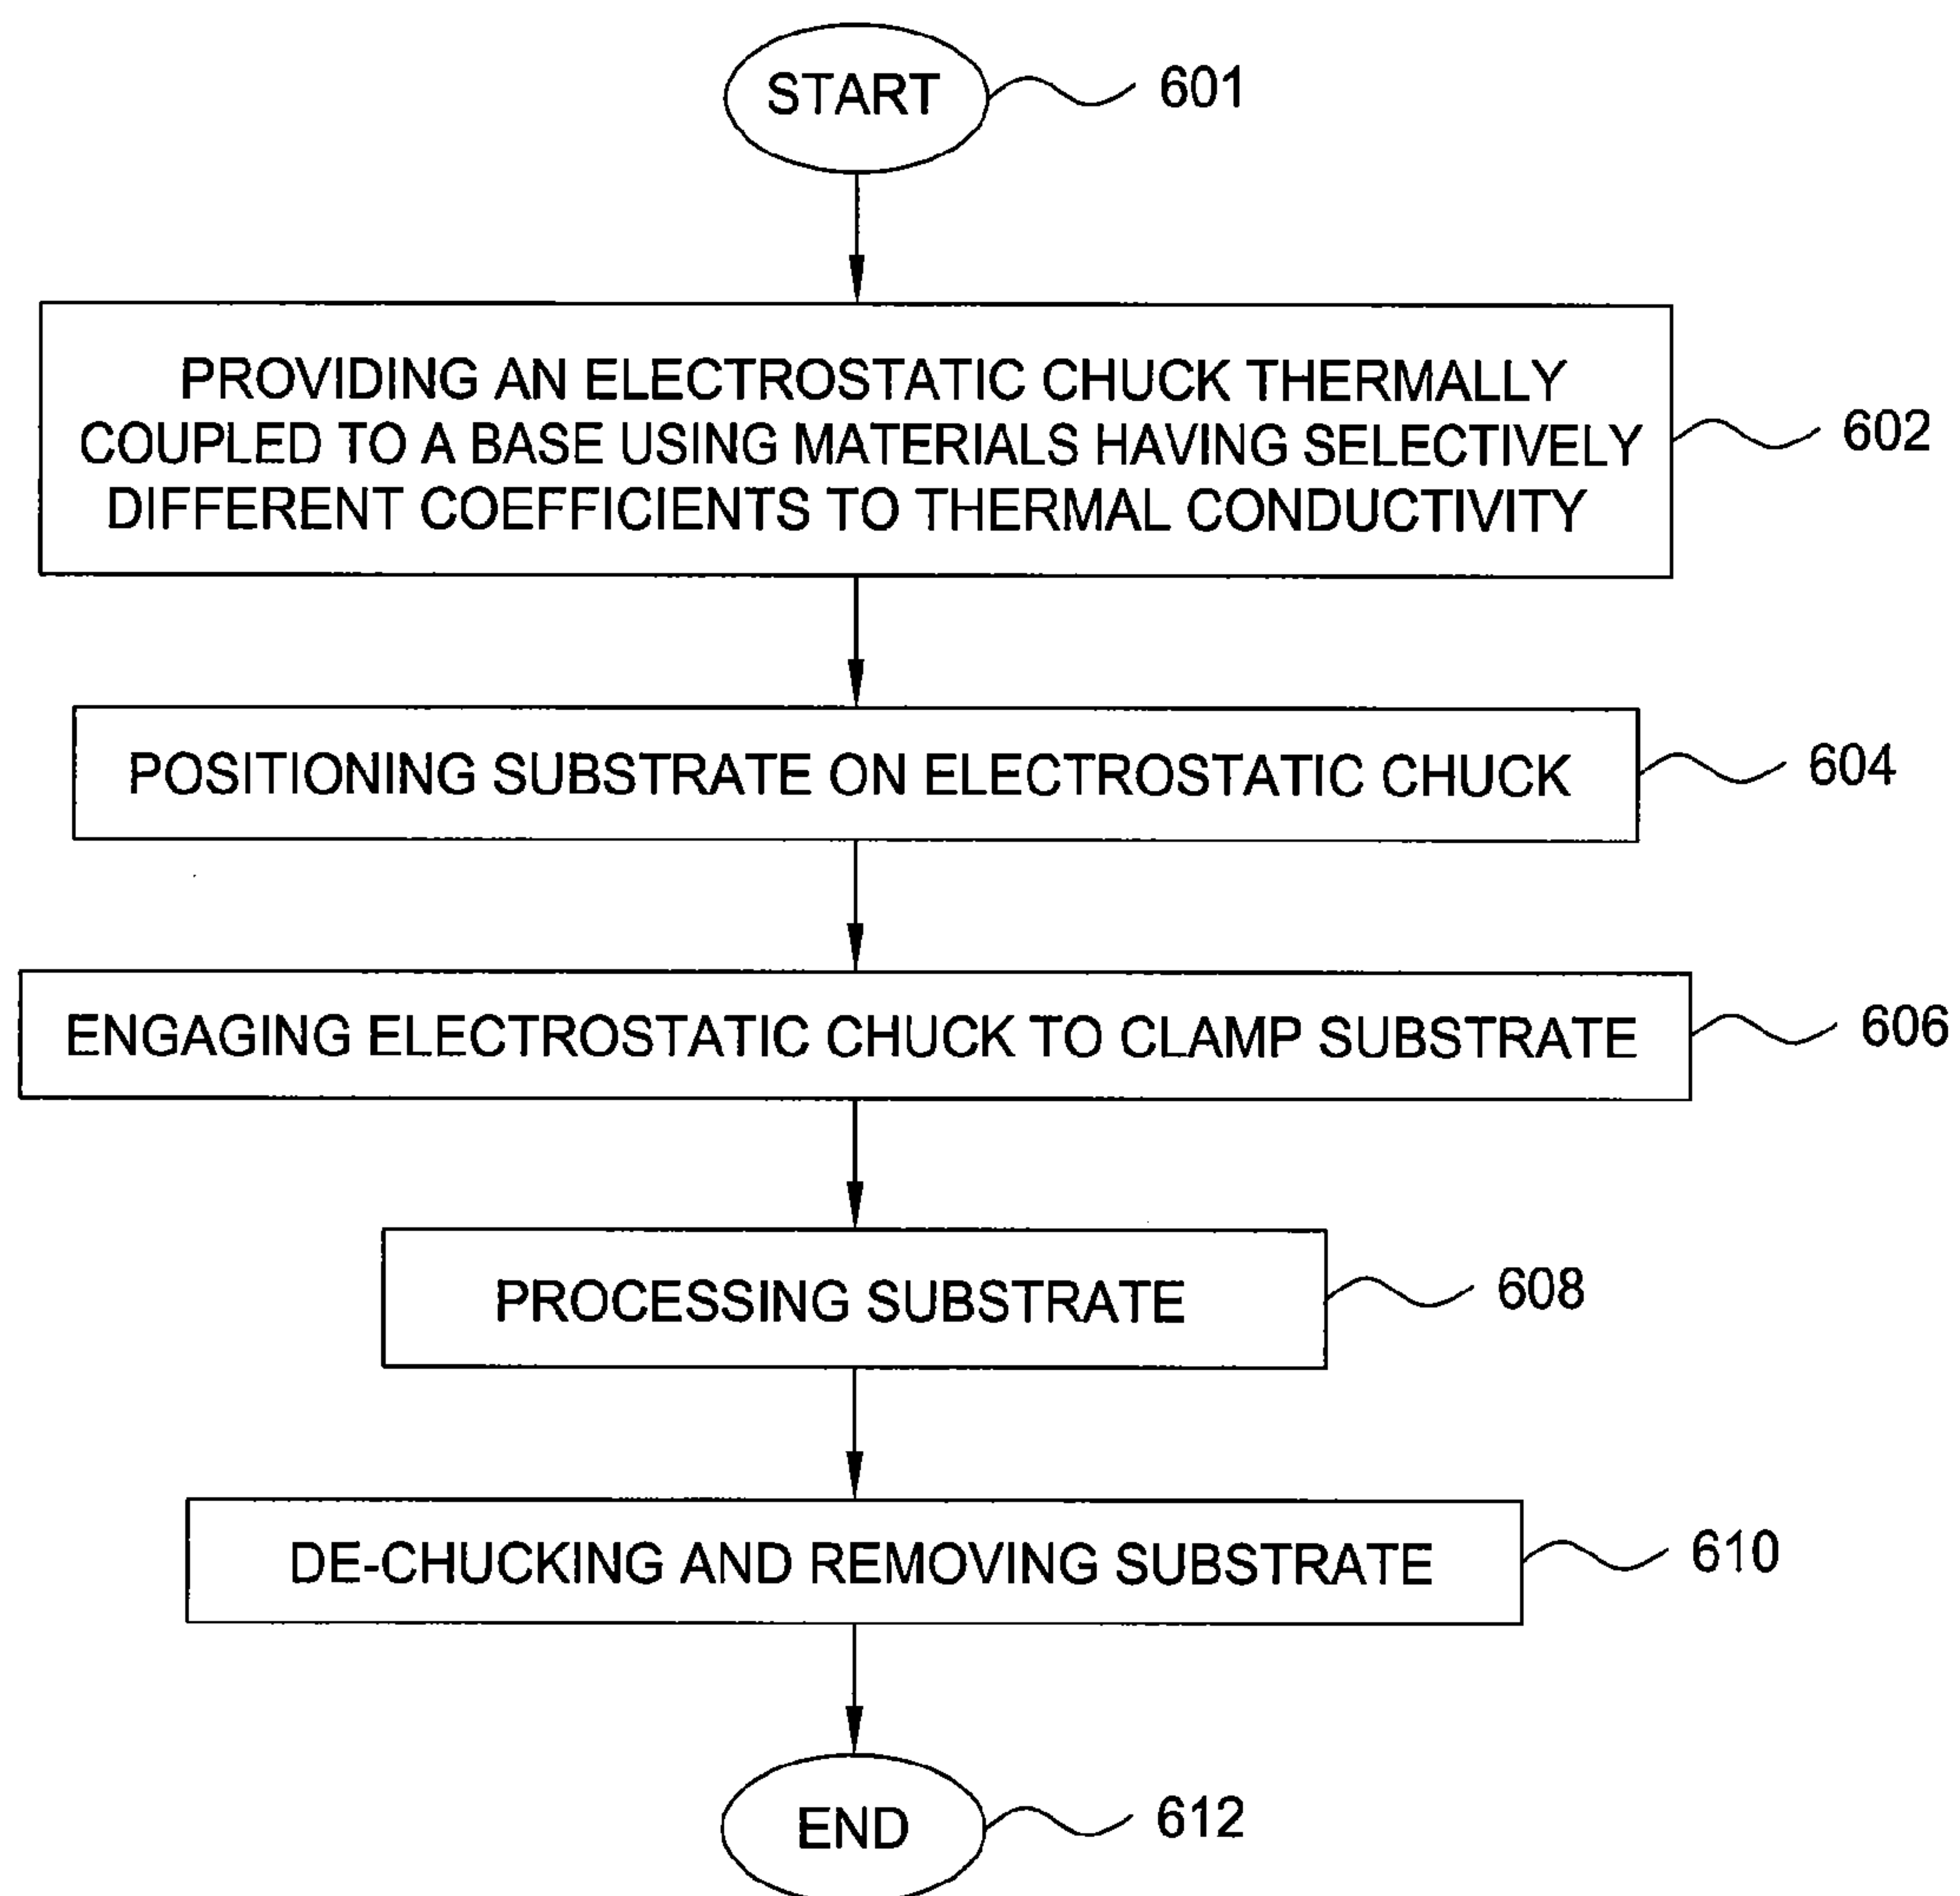 START
601
PROVIDING AN ELECTROSTATIC CHUCK THERMALLY
COUPLED TO A BASE USING MATERIALS HAVING SELECTIVELY
DIFFERENT COEFFICIENTS TO THERMAL CONDUCTIVITY
602
POSITIONING SUBSTRATE ON ELECTROSTATIC CHUCK
604
ENGAGING ELECTROSTATIC CHUCK TO CLAMP SUBSTRATE
606
PROCESSING SUBSTRATE
608
DE-CHUCKING AND REMOVING SUBSTRATE
610
END
612